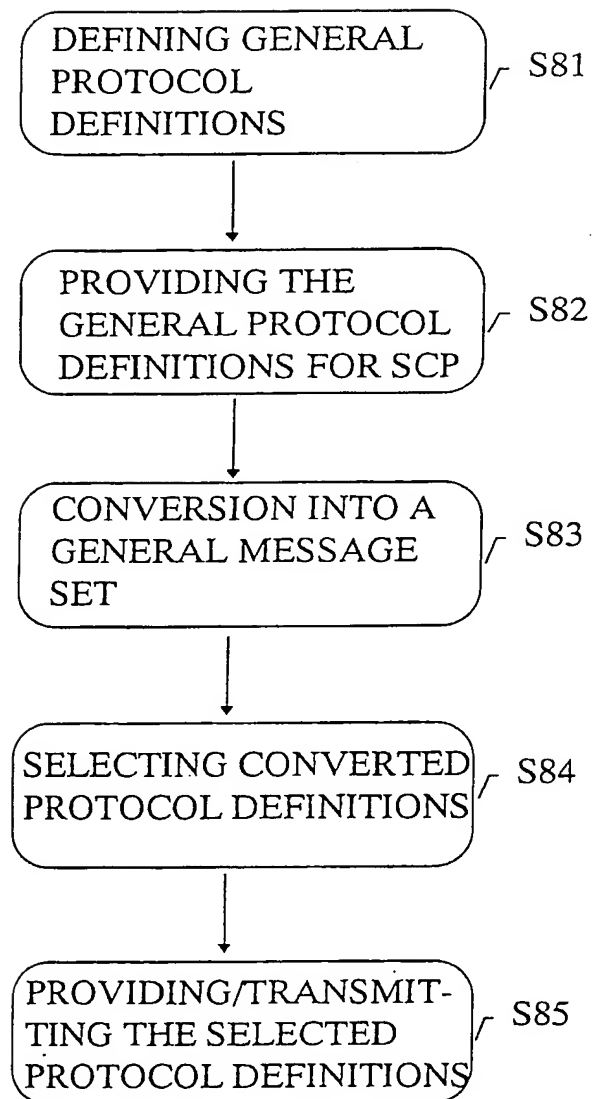 DEFINING GENERAL
PROTOCOL
DEFINITIONS
S81
PROVIDING THE
GENERAL PROTOCOL
DEFINITIONS FOR SCP
S82
CONVERSION INTO A
GENERAL MESSAGE
SET
S83
SELECTING CONVERTED
PROTOCOL DEFINITIONS
S84
PROVIDING/TRANSMIT-
TING THE SELECTED
PROTOCOL DEFINITIONS
S85